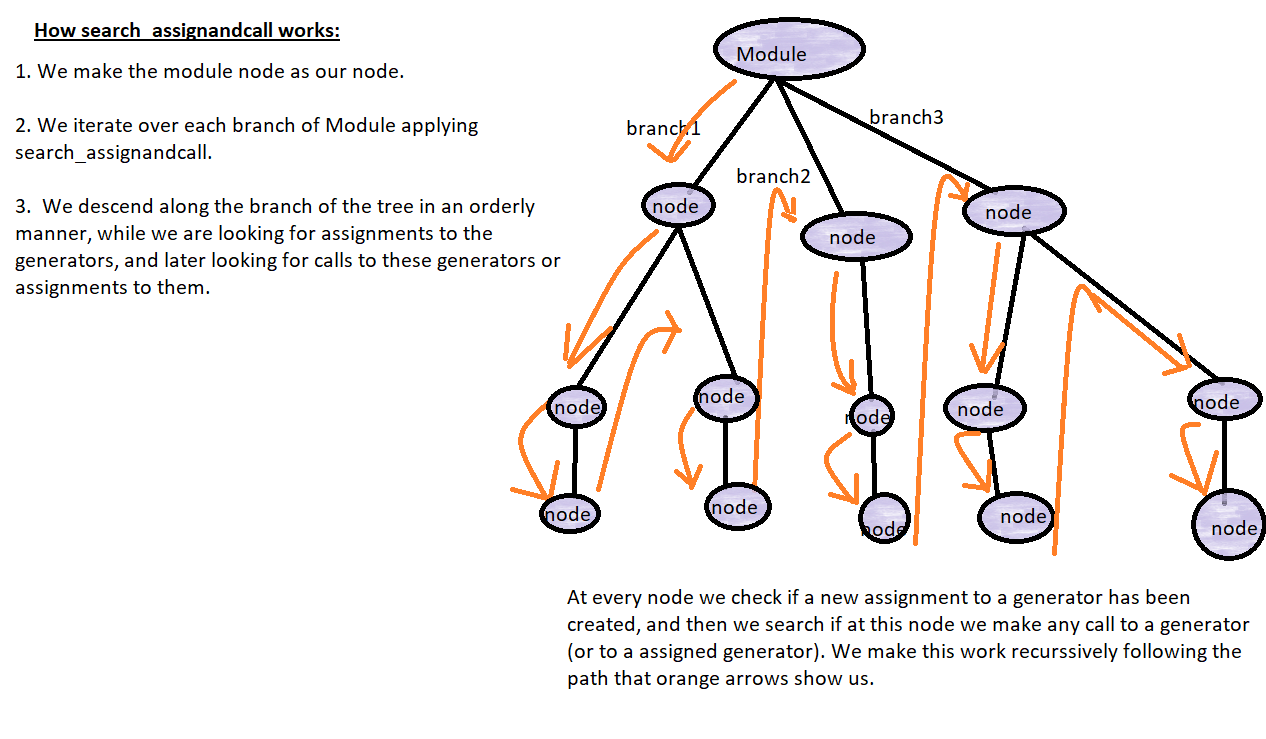 How search_assignandcall works:
1. We make the module node as our node.
2. We iterate over each branch of Module applying
search_assignandcall.
3. We descend along the branch of the tree in an orderly
manner, while we are looking for assignments to the
generators, and later looking for calls to these generators or
assignments to them.
Module
branch1
branch2
branch3
node
node
node
node
node
node
node
node
node
node
node
node
node
At every node we check if a new assignment to a generator has been
created, and then we search if at this node we make any call to a generator
(or to a assigned generator). We make this work recurssively following the
path that orange arrows show us.